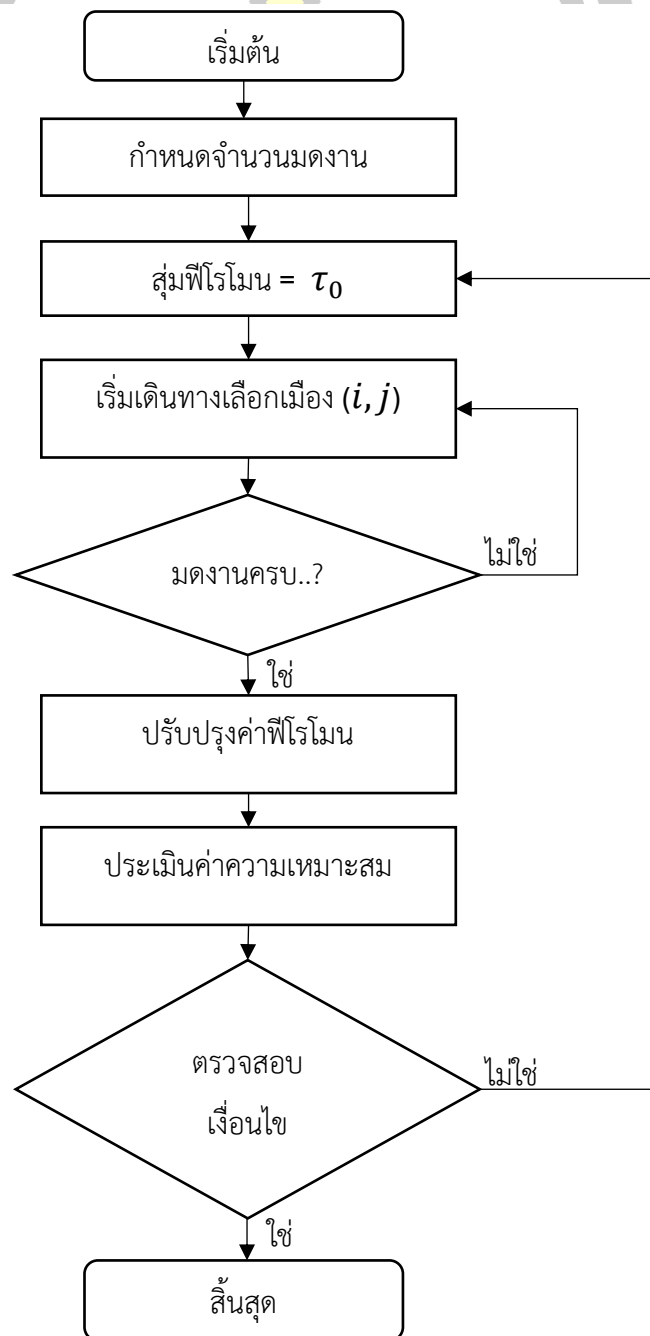 เริ่มต้น
กำหนดจำนวนมดงาน
สุ่มฟีโรโมน = τ₀
เริ่มเดินทางเลือกเมือง (i, j)
มดงานครบ..?
ไม่ใช่
ใช่
ปรับปรุงค่าฟีโรโมน
ประเมินค่าความเหมาะสม
ตรวจสอบ
เงื่อนไข
ไม่ใช่
ใช่
สิ้นสุด